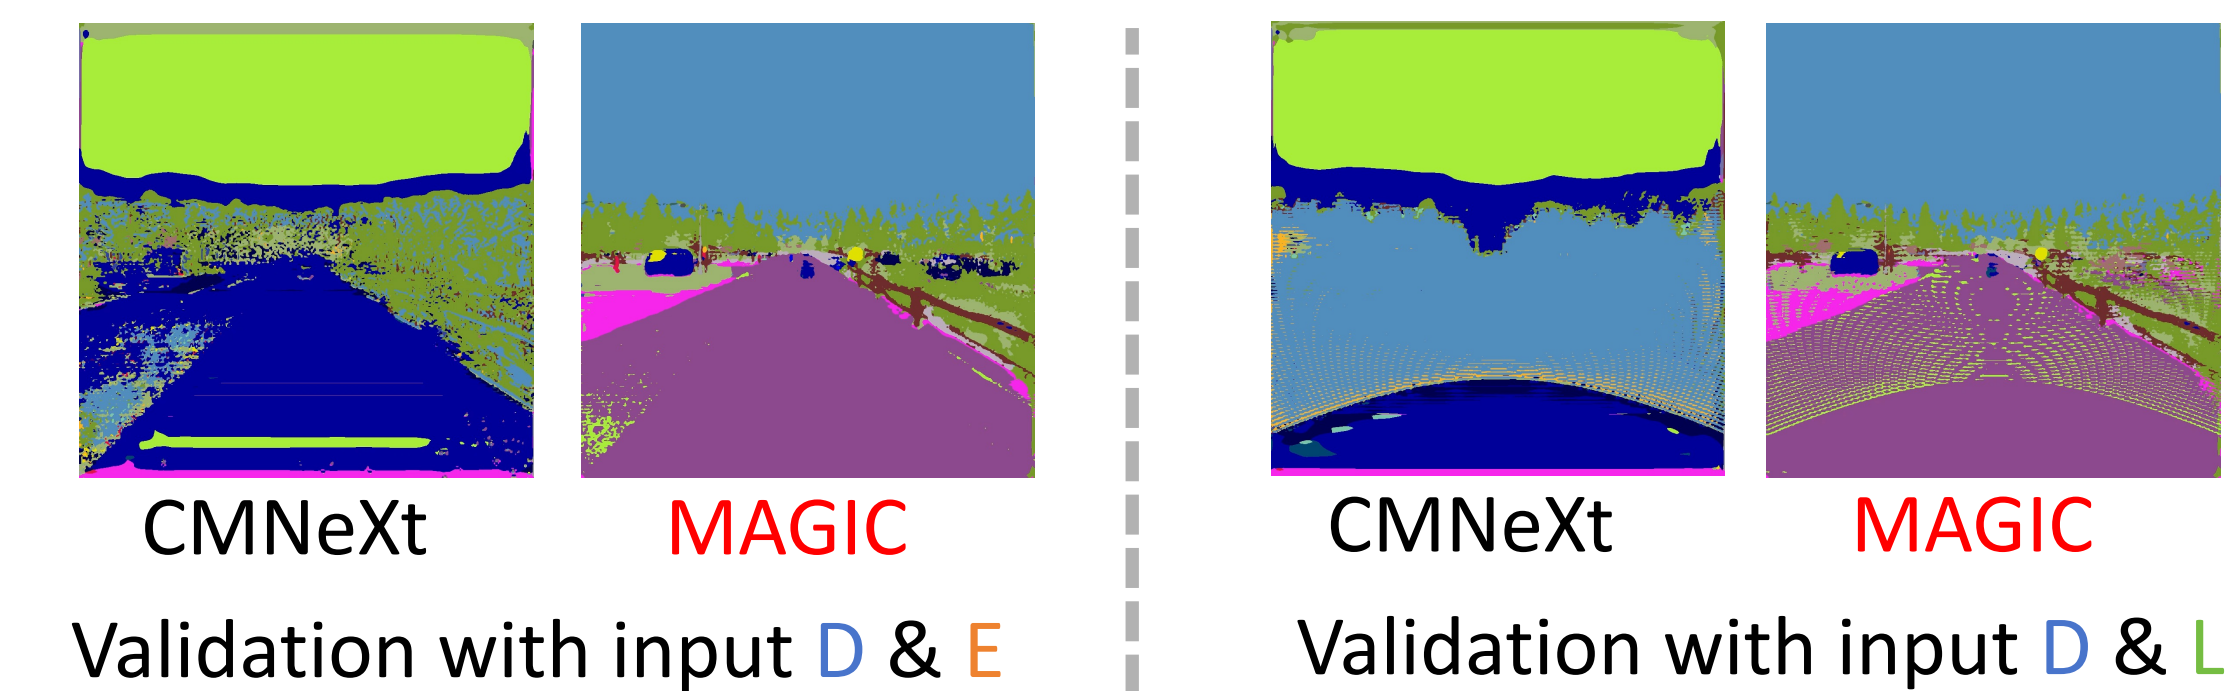 CMNeXt MAGIC
Validation with input D & E
CMNeXt MAGIC
Validation with input D & L